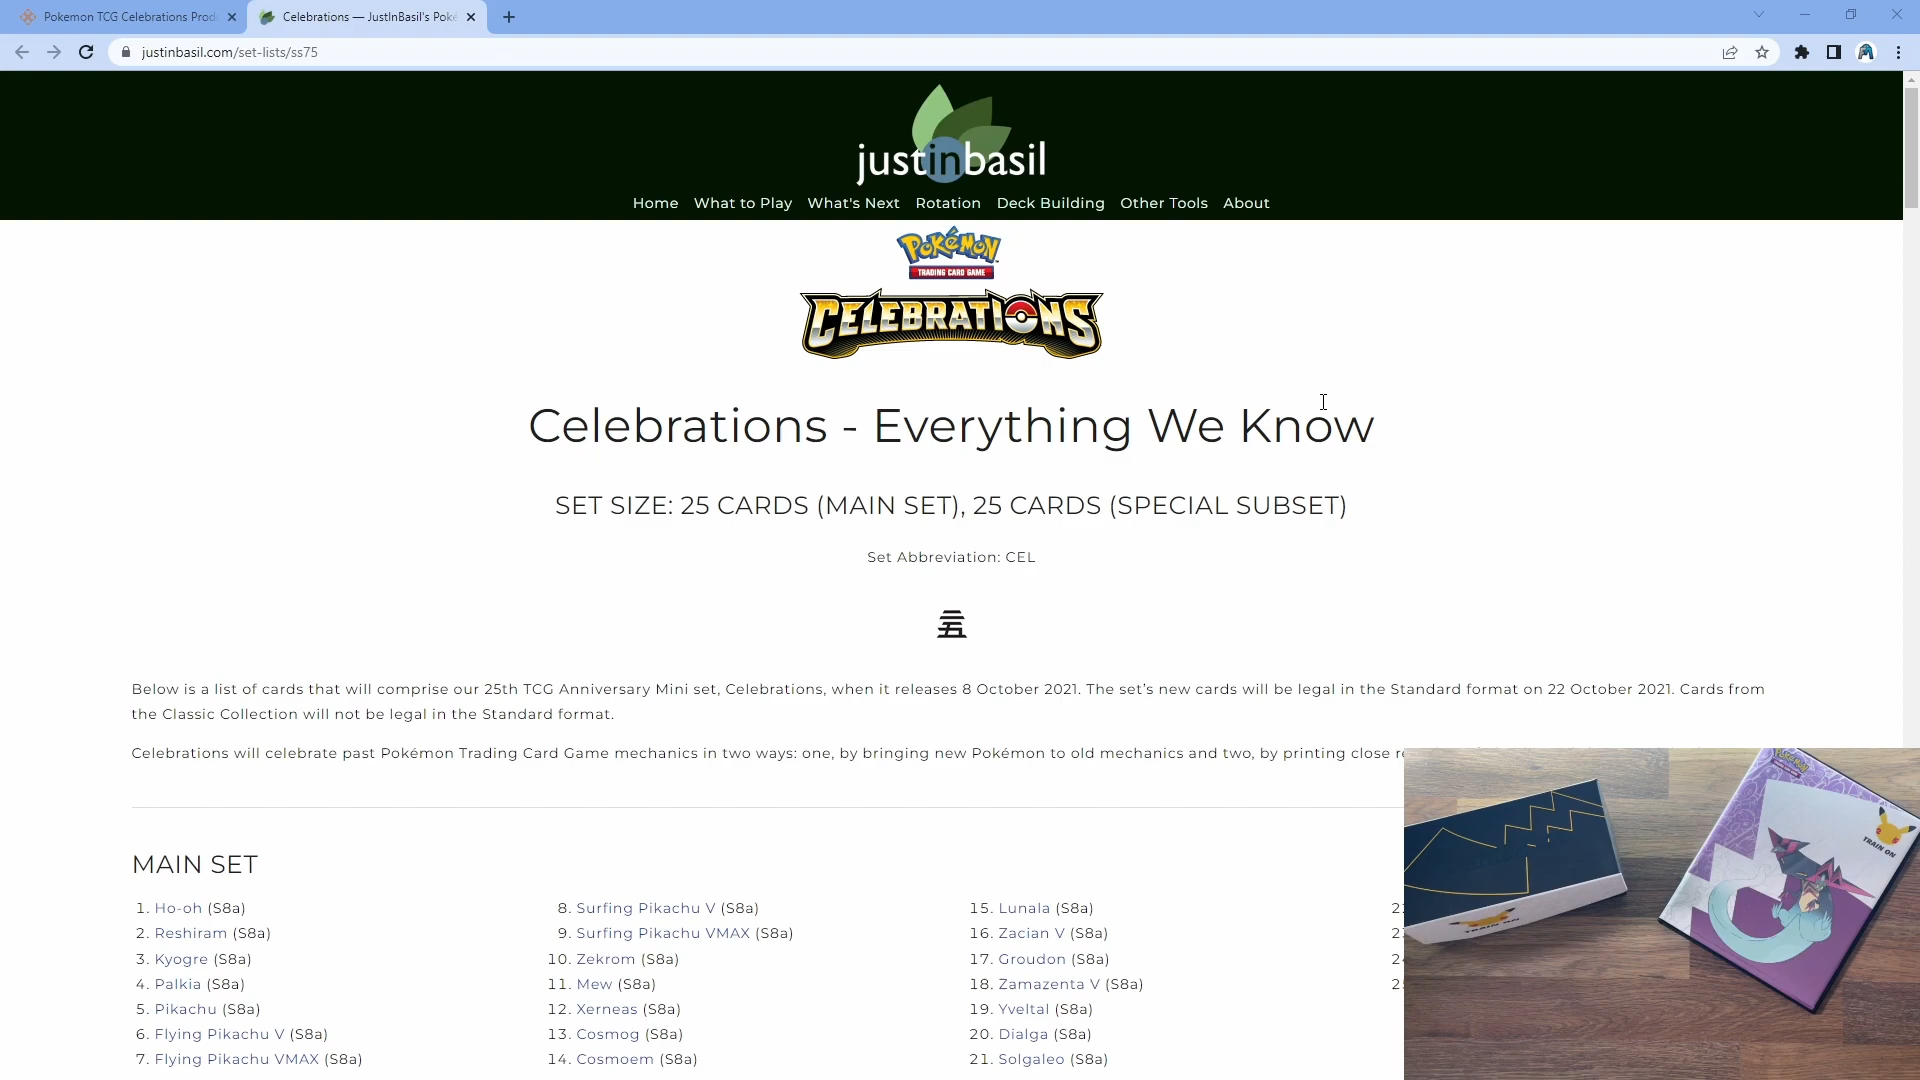 Pokemon TCG Celebrations Prod
Celebrations — JustInBasil's Poké
justinbasil.com/set-lists/ss75
justinbasil
Home What to Play What's Next Rotation Deck Building Other Tools About
POKéMON
TRADING CARD GAME
CELEBRATIONS
Celebrations - Everything We Know
SET SIZE: 25 CARDS (MAIN SET), 25 CARDS (SPECIAL SUBSET)
Set Abbreviation: CEL
Below is a list of cards that will comprise our 25th TCG Anniversary Mini set, Celebrations, when it releases 8 October 2021. The set's new cards will be legal in the Standard format on 22 October 2021. Cards from
the Classic Collection will not be legal in the Standard format.
Celebrations will celebrate past Pokémon Trading Card Game mechanics in two ways: one, by bringing new Pokémon to old mechanics and two, by printing close re
MAIN SET
1. Ho-oh (S8a)
2. Reshiram (S8a)
3. Kyogre (S8a)
4. Palkia (S8a)
5. Pikachu (S8a)
6. Flying Pikachu V (S8a)
7. Flying Pikachu VMAX (S8a)
8. Surfing Pikachu V (S8a)
9. Surfing Pikachu VMAX (S8a)
10. Zekrom (S8a)
11. Mew (S8a)
12. Xerneas (S8a)
13. Cosmog (S8a)
14. Cosmoem (S8a)
15. Lunala (S8a)
16. Zacian V (S8a)
17. Groudon (S8a)
18. Zamazenta V (S8a)
19. Yveltal (S8a)
20. Dialga (S8a)
21. Solgaleo (S8a)
POKéMON
TRAIN ON
TRAIN ON